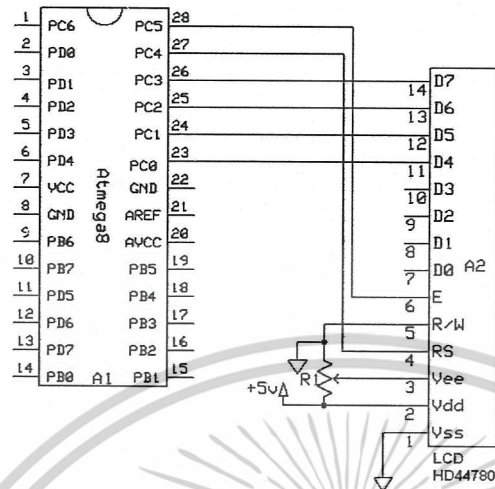 1 PC6 PC5 28
2 PD0 PC4 27
3 PD1 PC3 26
4 PD2 PC2 25
5 PD3 PC1 24
6 PD4 PC0 23
7 VCC GND 22
8 GND AREF 21
9 PB6 AVCC 20
10 PB7 PB5 19
11 PD5 PB4 18
12 PD6 PB3 17
13 PD7 PB2 16
14 PB0 A1 PB1 15
Atmega8
14 D7
13 D6
12 D5
11 D4
10 D3
9 D2
8 D1
7 D0 A2
6 E
5 R/W
4 RS
3 Vee
2 Vdd
1 Vss
R1
+5v
LCD
HD44780